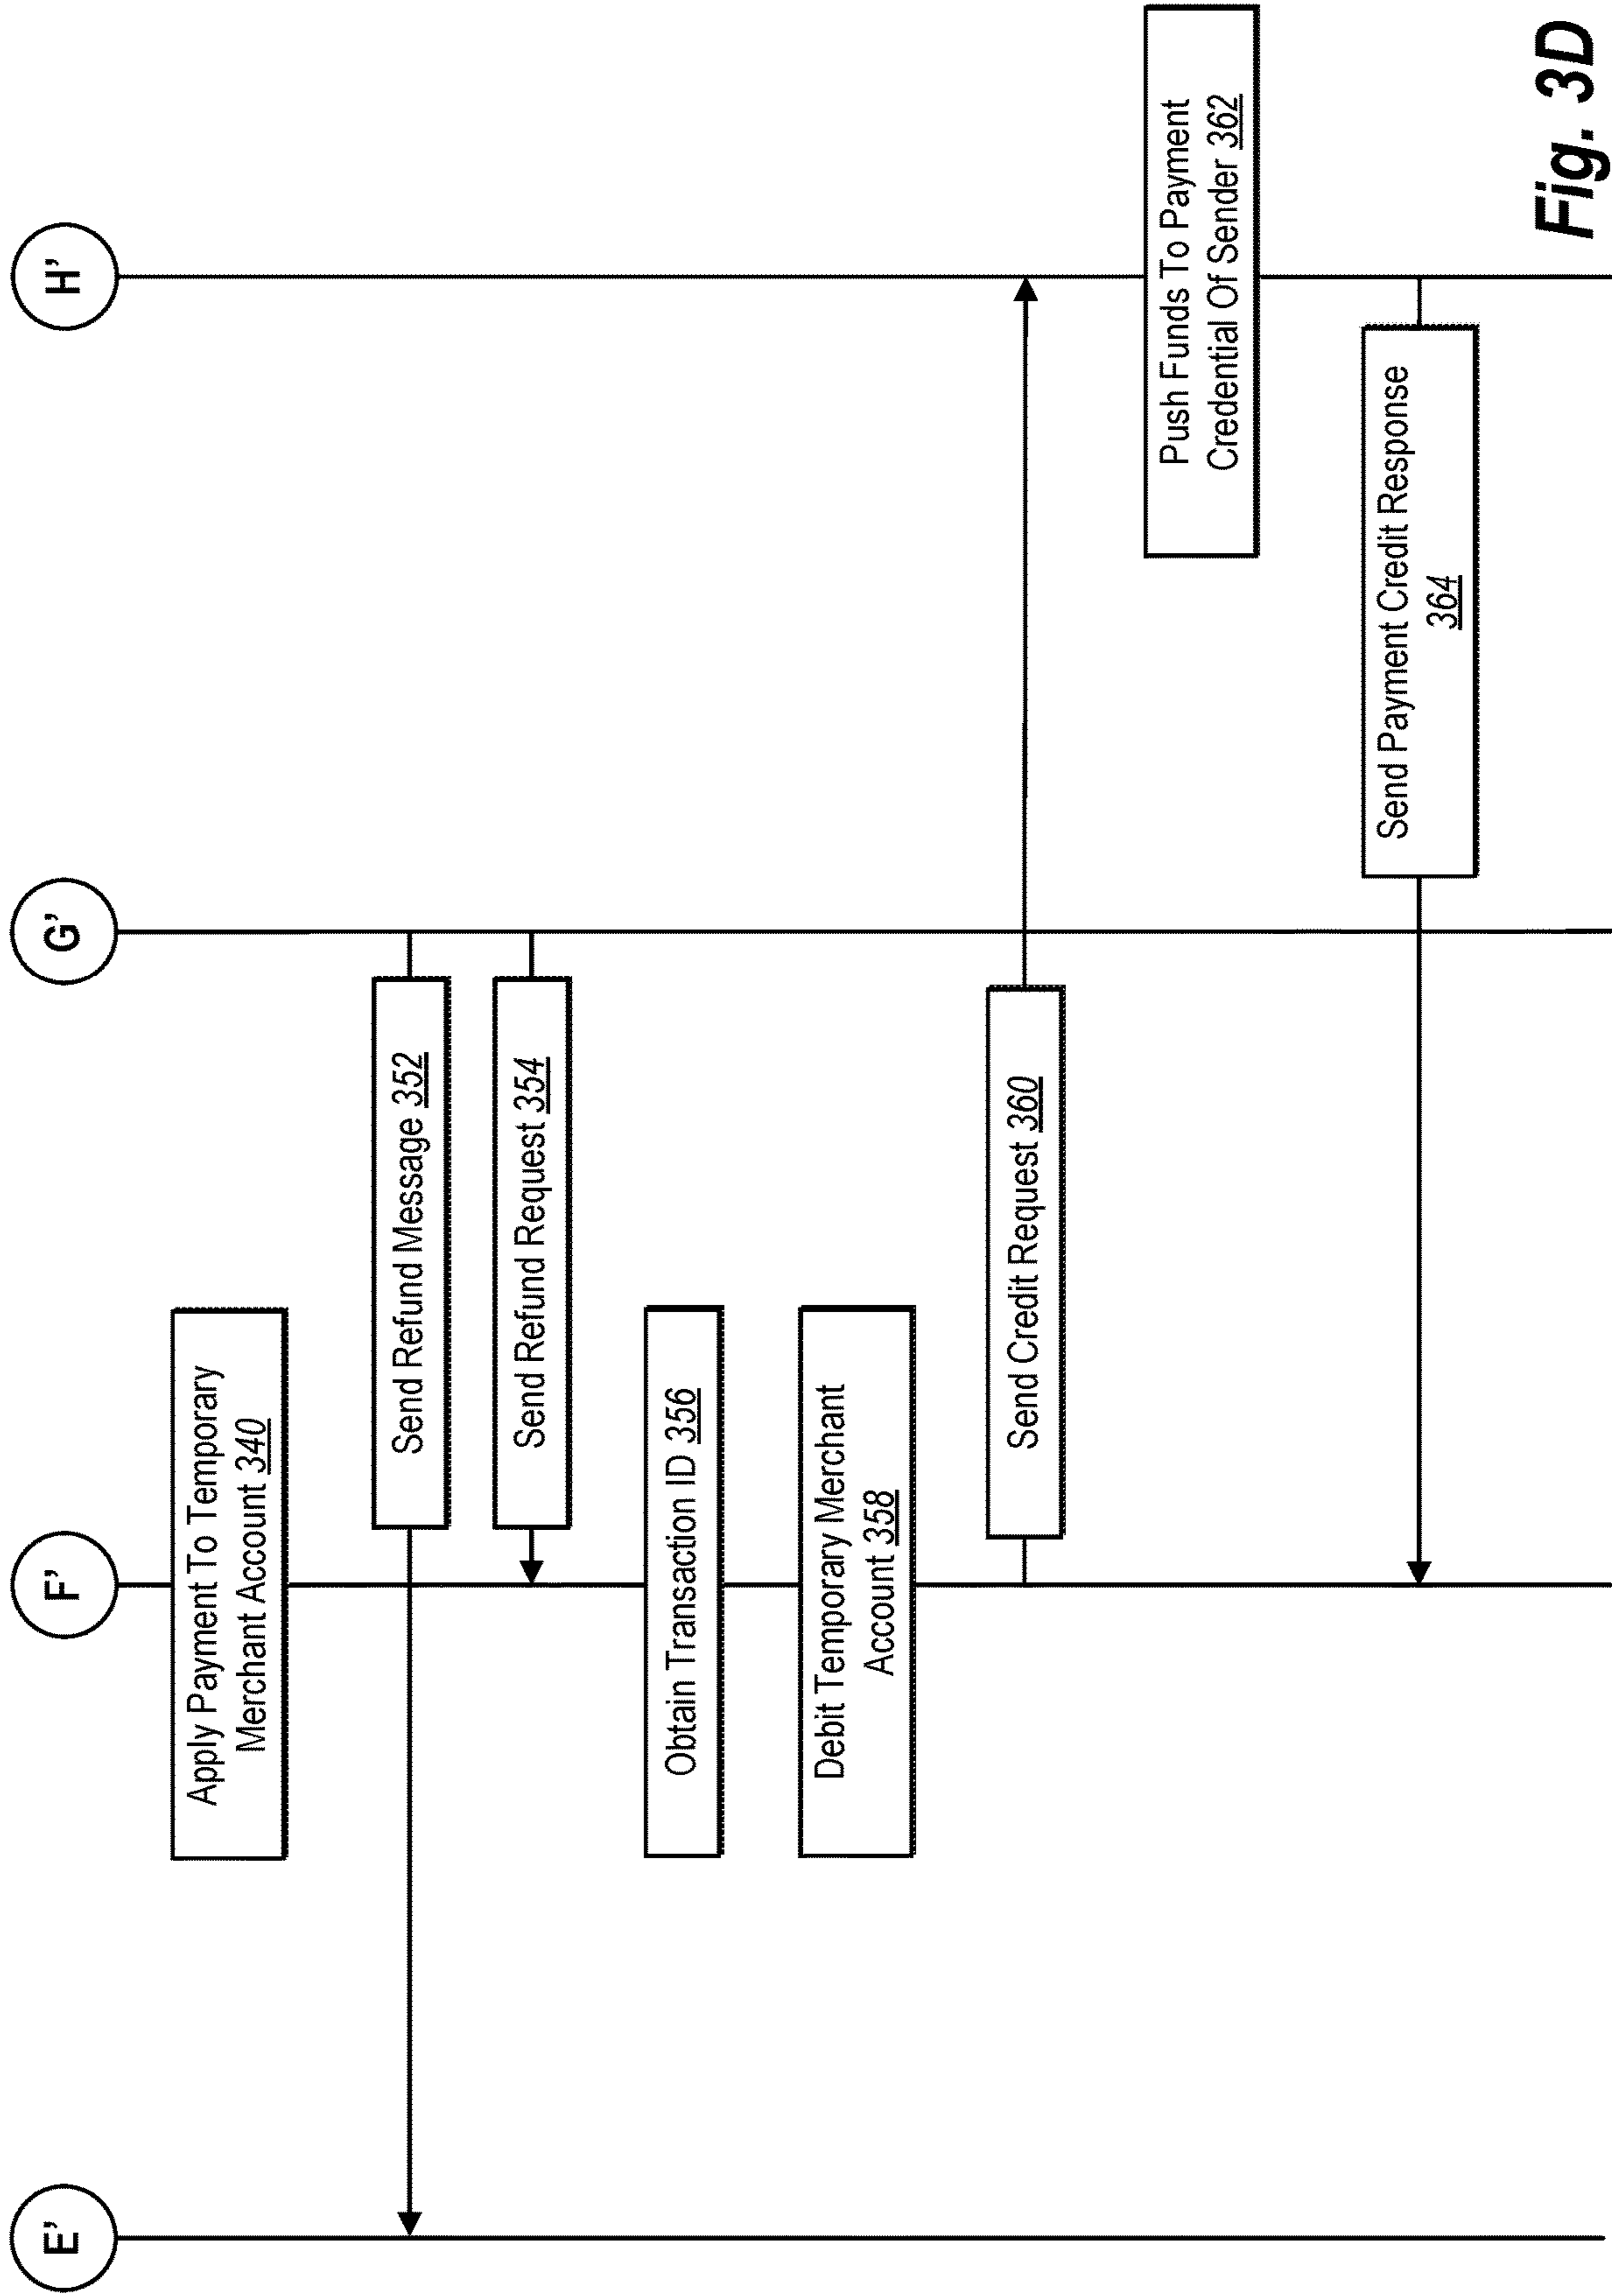 E’
F’
G’
H’
Apply Payment To Temporary
Merchant Account 340
Send Refund Message 352
Send Refund Request 354
Obtain Transaction ID 356
Debit Temporary Merchant
Account 358
Send Credit Request 360
Push Funds To Payment
Credential Of Sender 362
Send Payment Credit Response
364
Fig. 3D